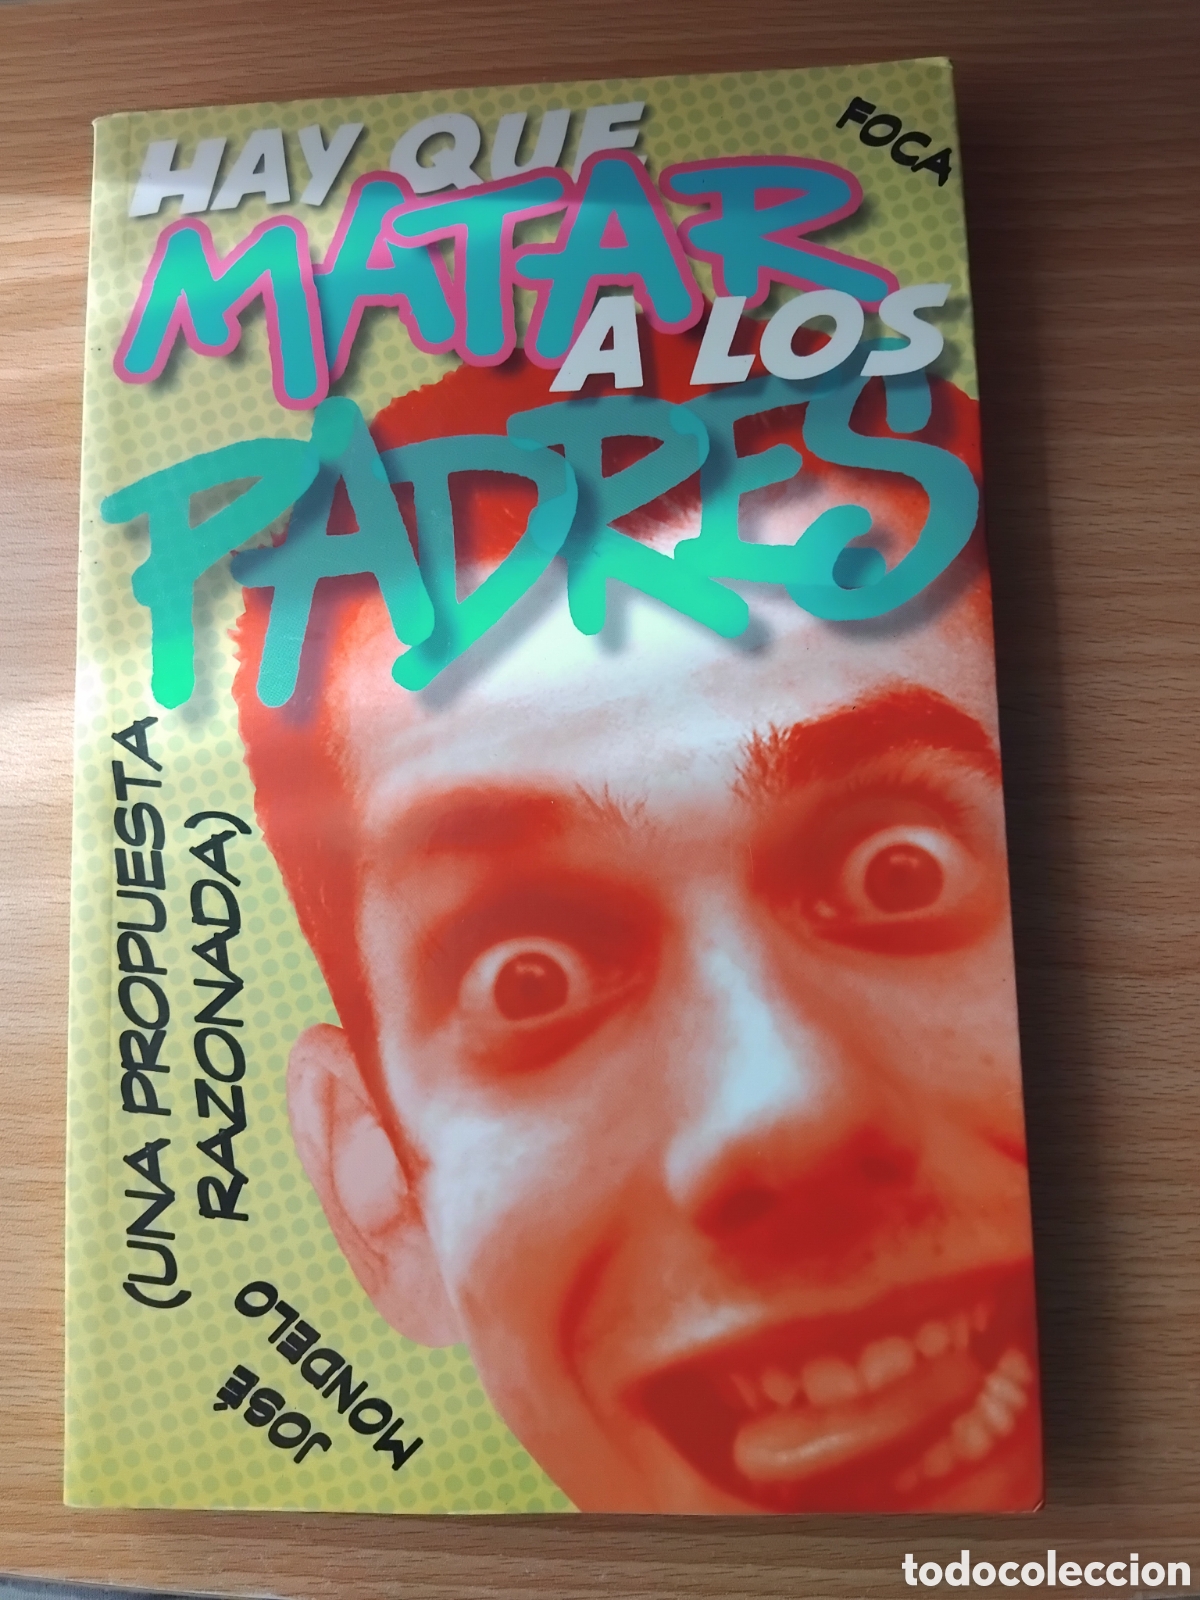 HAY QUE
FOCA
MATAR
A LOS
PADRES
(UNA PROPUESTA
RAZONADA)
JOSÉ
MONDELO
todocoleccion